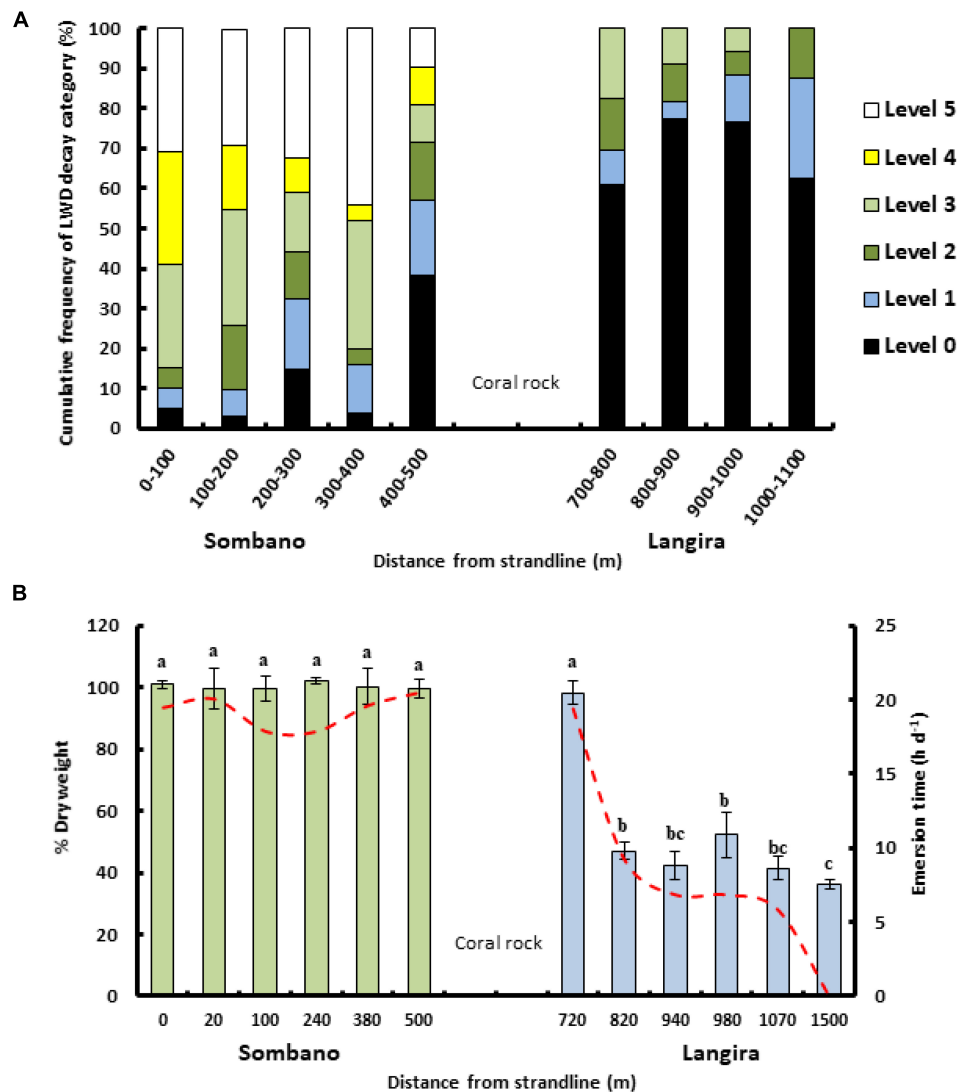 A
Cumulative frequency of LWD decay category (%)
100
90
80
70
60
50
40
30
20
10
0
Coral rock
Level 5
Level 4
Level 3
Level 2
Level 1
Level 0
0-100
100-200
200-300
300-400
400-500
700-800
800-900
900-1000
1000-1100
Sombano
Langira
Distance from strandline (m)
B
% Dry weight
120
100
80
60
40
20
0
a
a
a
a
a
a
a
b
bc
b
bc
c
Coral rock
25
20
15
10
5
0
Emersion time (h d-1)
0
20
100
240
380
500
720
820
940
980
1070
1500
Sombano
Langira
Distance from strandline (m)